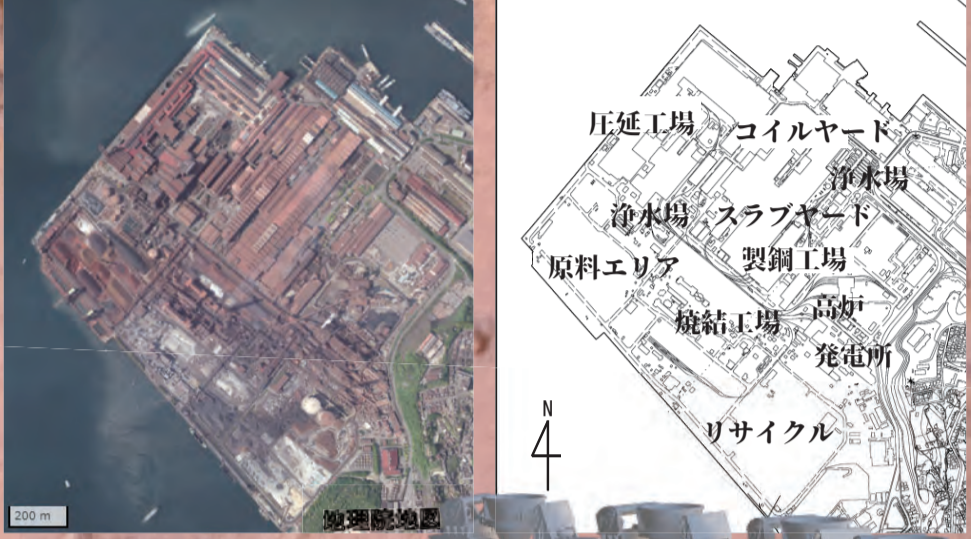 200 m
地理院地図
圧延工場
コイルヤード
浄水場
浄水場
スラブヤード
原料エリア
製鋼工場
焼結工場
高炉
発電所
リサイクル
N